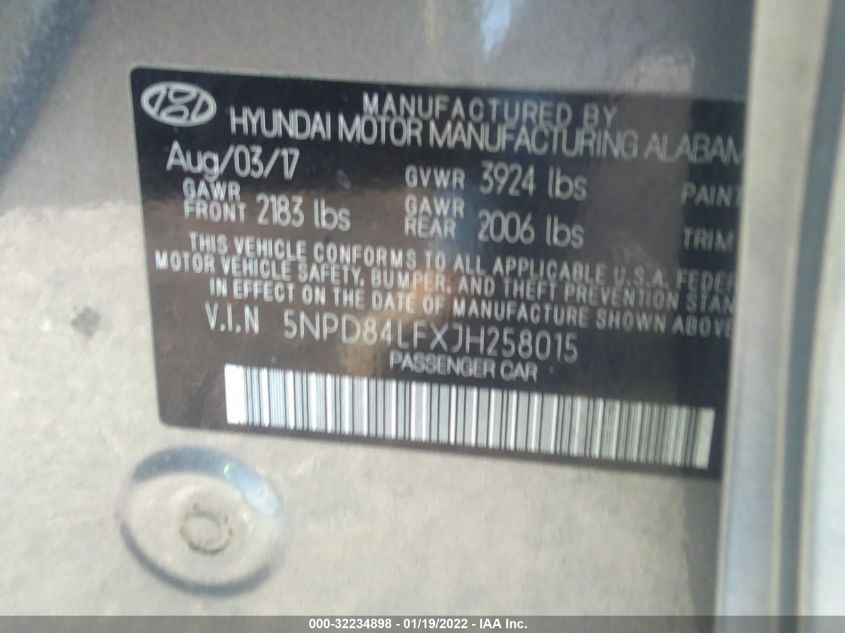 MANUFACTURED BY
HYUNDAI MOTOR MANUFACTURING ALABAM
Aug/03/17 GVWR 3924 lbs PAINT
GAWR FRONT 2183 lbs GAWR REAR 2006 lbs TRIM
THIS VEHICLE CONFORMS TO ALL APPLICABLE U.S.A. FEDER
MOTOR VEHICLE SAFETY, BUMPER, AND THEFT PREVENTION STAN
IN EFFECT ON THE DATE OF MANUFACTURE SHOWN ABOVE
V.I.N 5NPD84LFXJH258015
PASSENGER CAR
000-32234898 - 01/19/2022 - IAA Inc.